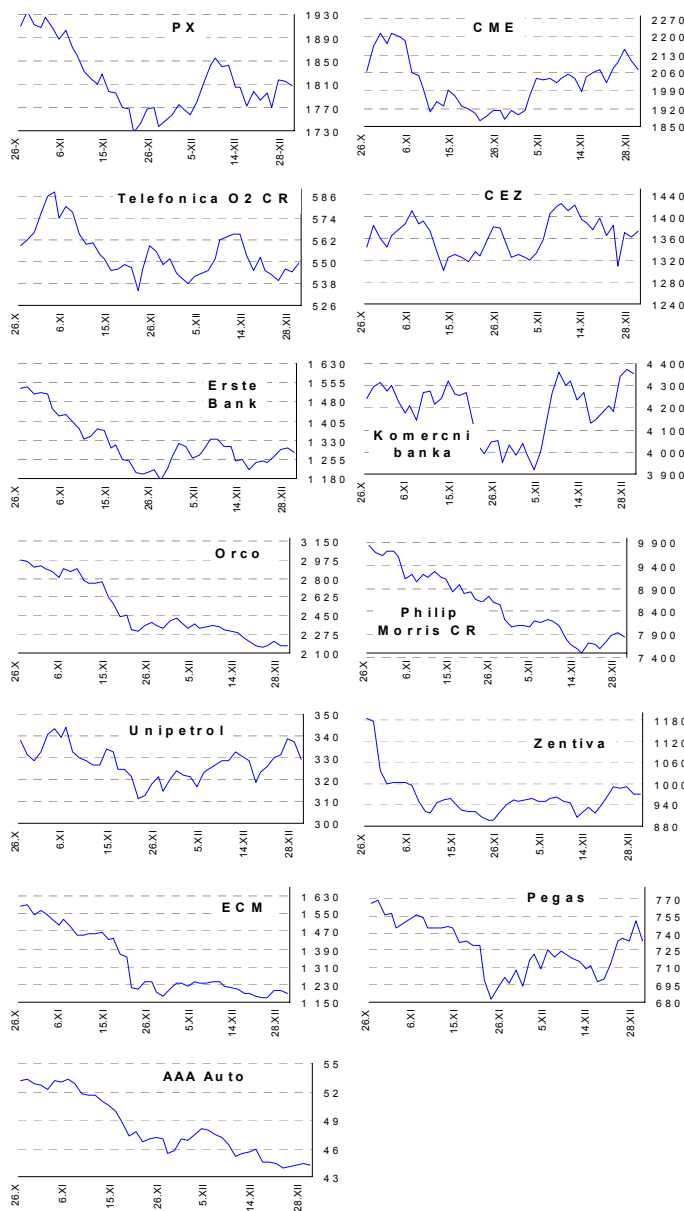 PX
1930
1890
1850
1810
1770
1730
26-X
6-XI
15-XI
26-XI
5-XII
14-XII
28-XII
CME
2270
2200
2130
2060
1990
1920
1850
26.X
6.XI
15.XI
26.XI
5.XII
14.XII
28.XII
Telefonica O2 CR
586
574
562
550
538
526
26.X
6.XI
15.XI
26.XI
5.XII
14.XII
28.XII
CEZ
1440
1400
1360
1320
1280
1240
26.X
6.XI
15.XI
26.XI
5.XII
14.XII
28.XII
Erste
Bank
1 630
1 555
1 480
1 405
1 330
1 255
1 180
26.X
6.XI
15.XI
26.XI
5.XII
14.XII
28.XII
Komercni
banka
4 400
4 300
4 200
4 100
4 000
3 900
26.X
6.XI
15.XI
26.XI
5.XII
14.XII
28.XII
Orco
3 150
2 975
2 800
2 625
2 450
2 275
2 100
26.X
6.XI
15.XI
26.XI
5.XII
14.XII
28.XII
Philip
Morris CR
9 900
9 400
8 900
8 400
7 900
7 400
26.X
6.XI
15.XI
26.XI
5.XII
14.XII
28.XII
Unipetrol
350
340
330
320
310
300
26.X
6.XI
15.XI
26.XI
5.XII
14.XII
28.XII
Zentiva
1180
1120
1060
1000
940
880
26.X
6.XI
15.XI
26.XI
5.XII
14.XII
28.XII
ECM
1 630
1 550
1 470
1 390
1 310
1 230
1 150
26.X
6.XI
15.XI
26.XI
5.XII
14.XII
28.XII
Pegas
770
755
740
725
710
695
680
26.X
6.XI
15.XI
26.XI
5.XII
14.XII
28.XII
AAA Auto
55
52
49
46
43
26.X
6.XI
15.XI
26.XI
5.XII
14.XII
28.XII